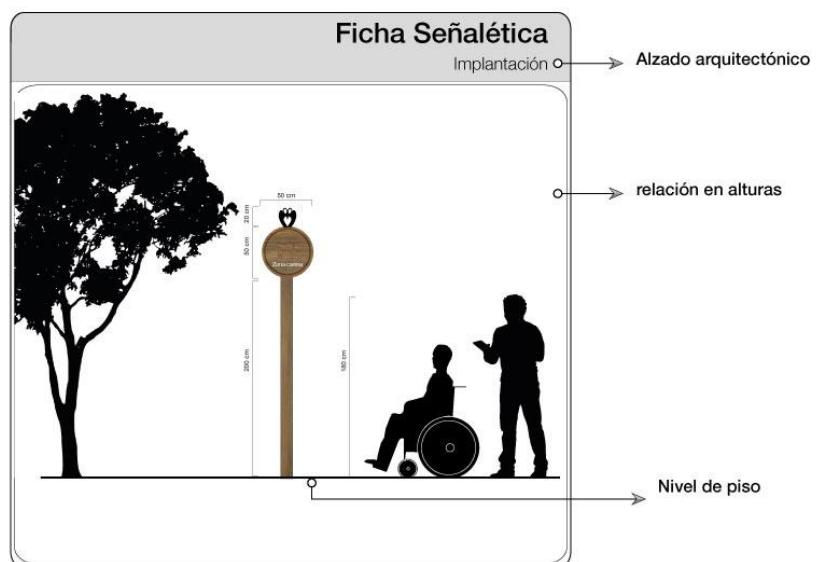 Ficha Señalética
Implantación
Alzado arquitectónico
50 cm
20 cm
50 cm
Zona canina
relación en alturas
200 cm
180 cm
Nivel de piso